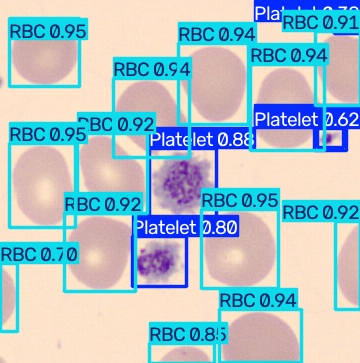 RBC 0.91
RBC 0.95
RBC 0.94
RBC 0.94
RBC 0.94
Platelet 0.62
RBC 0.95
RBC 0.92
Platelet 0.88
RBC 0.92
RBC 0.95
RBC 0.92
Platelet 0.80
RBC 0.70
RBC 0.94
RBC 0.85